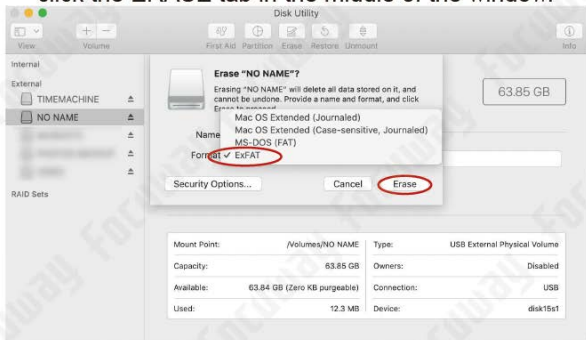 click the ERASE tab in the middle of the window.
Disk Utility
View
Volume
First Aid Partition Erase Restore Unmount
Info
Internal
External
TIMEMACHINE
NO NAME
RAID Sets
Erase “NO NAME”?
Erasing “NO NAME” will delete all data stored on it, and
cannot be undone. Provide a name and format, and click
Erase to proceed.
63.85 GB
Mac OS Extended (Journaled)
Mac OS Extended (Case-sensitive, Journaled)
Name
MS-DOS (FAT)
Format ✓ ExFAT
Security Options... Cancel Erase
Mount Point: /Volumes/NO NAME Type: USB External Physical Volume
Capacity: 63.85 GB Owners: Disabled
Available: 63.84 GB (Zero KB purgeable) Connection: USB
Used: 12.3 MB Device: disk15s1
Focuway